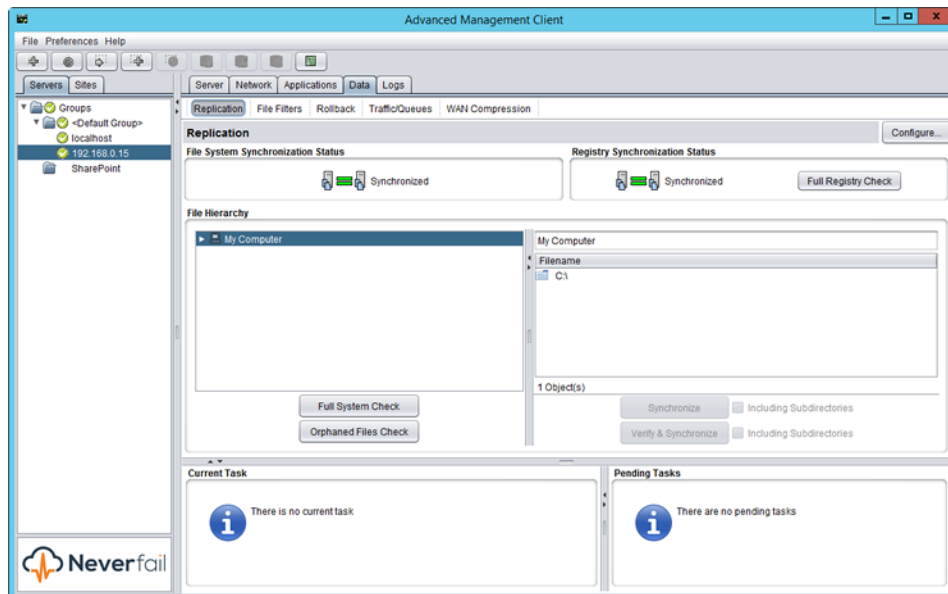 Advanced Management Client
File Preferences Help
Servers Sites
Server Network Applications Data Logs
Groups
<Default Group>
localhost
192.168.0.15
SharePoint
Replication File Filters Rollback Traffic/Queues WAN Compression
Replication
Configure...
File System Synchronization Status
Registry Synchronization Status
Synchronized
Synchronized
Full Registry Check
File Hierarchy
My Computer
My Computer
Filename
C:\
1 Object(s)
Full System Check
Synchronize
Including Subdirectories
Orphaned Files Check
Verify & Synchronize
Including Subdirectories
Current Task
Pending Tasks
There is no current task
There are no pending tasks
Neverfail